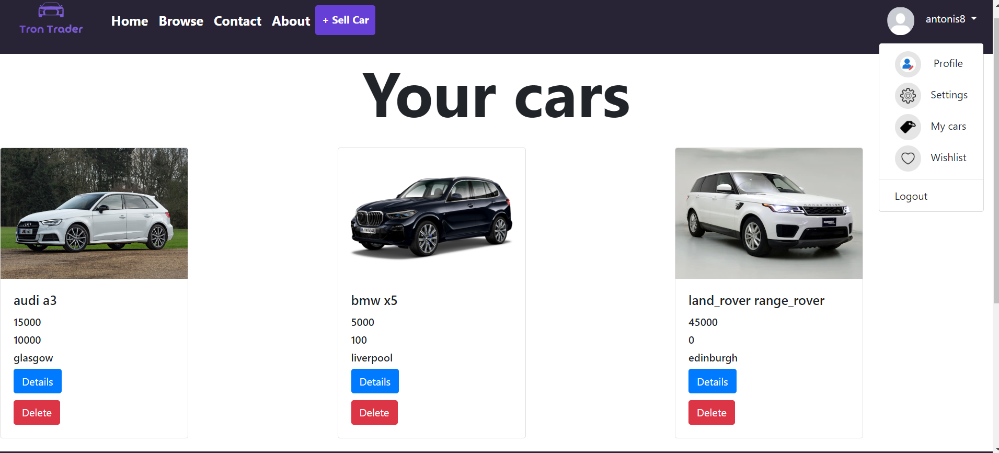 Tron Trader
Home Browse Contact About + Sell Car
antonis8
Profile
Settings
My cars
Wishlist
Logout
Your cars
audi a3
15000
10000
glasgow
Details
Delete
bmw x5
5000
100
liverpool
Details
Delete
RANGE ROVER
land_rover range_rover
45000
0
edinburgh
Details
Delete